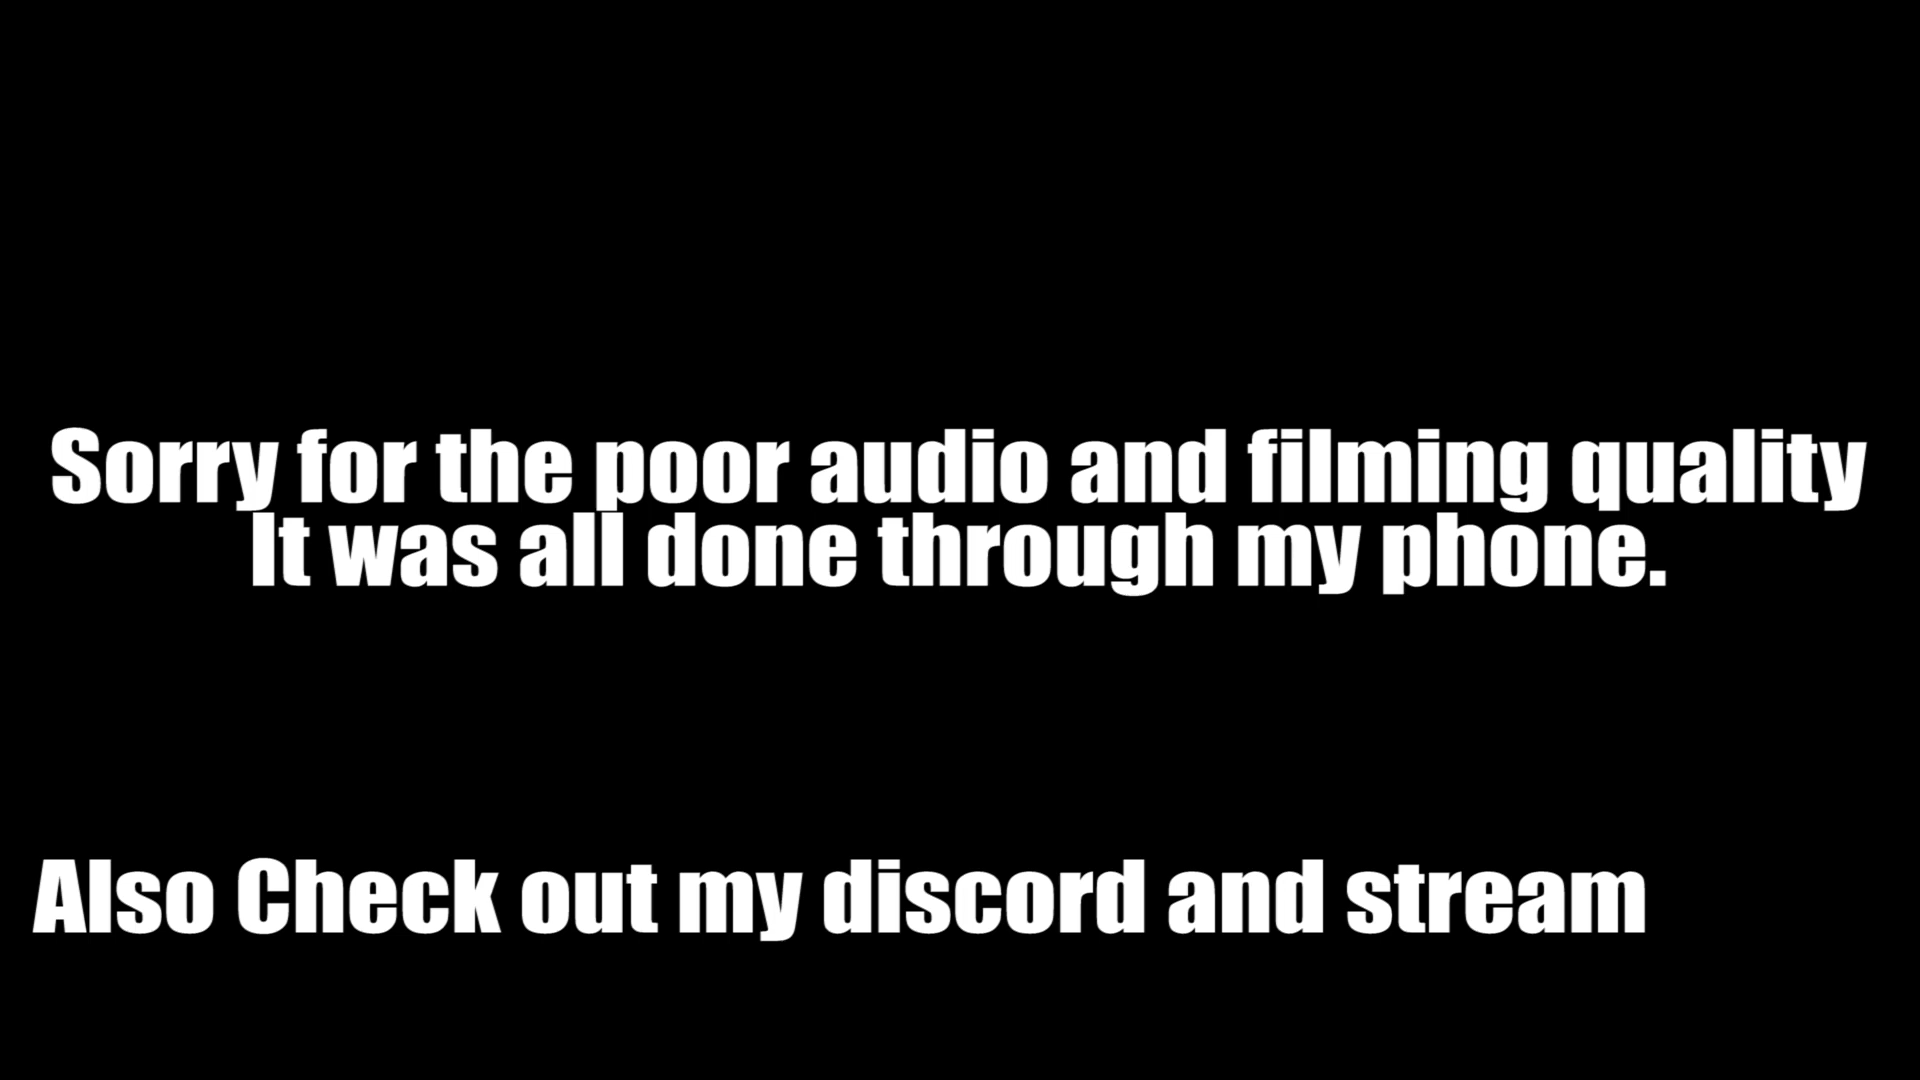 Sorry for the poor audio and filming quality
It was all done through my phone.
Also Check out my discord and stream